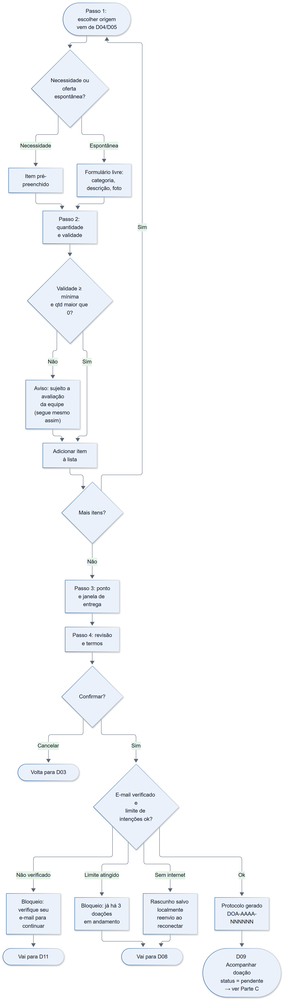 Passo 1:
escolher origem
vem de D04/D05
Necessidade ou
oferta
espontânea?
Necessidade
Espontânea
Item pré-
preenchido
Formulário livre:
categoria,
descrição, foto
Passo 2:
quantidade
e validade
Sim
Validade ≥
mínima
e qtd maior que
0?
Não
Sim
Aviso: sujeito a
avaliação
da equipe
(segue mesmo
assim)
Adicionar item
à lista
Mais itens?
Não
Passo 3: ponto
e janela de
entrega
Passo 4: revisão
e termos
Confirmar?
Cancelar
Sim
Volta para D03
E-mail verificado
e
limite de
intenções ok?
Não verificado
Limite atingido
Sem internet
Ok
Bloqueio:
verifique seu
e-mail para
continuar
Bloqueio: já há 3
doações
em andamento
Rascunho salvo
localmente
reenvio ao
reconectar
Protocolo gerado
DOA-AAAA-
NNNNNN
Vai para D11
Vai para D08
D09
Acompanhar
doação
status = pendente
→ ver Parte C